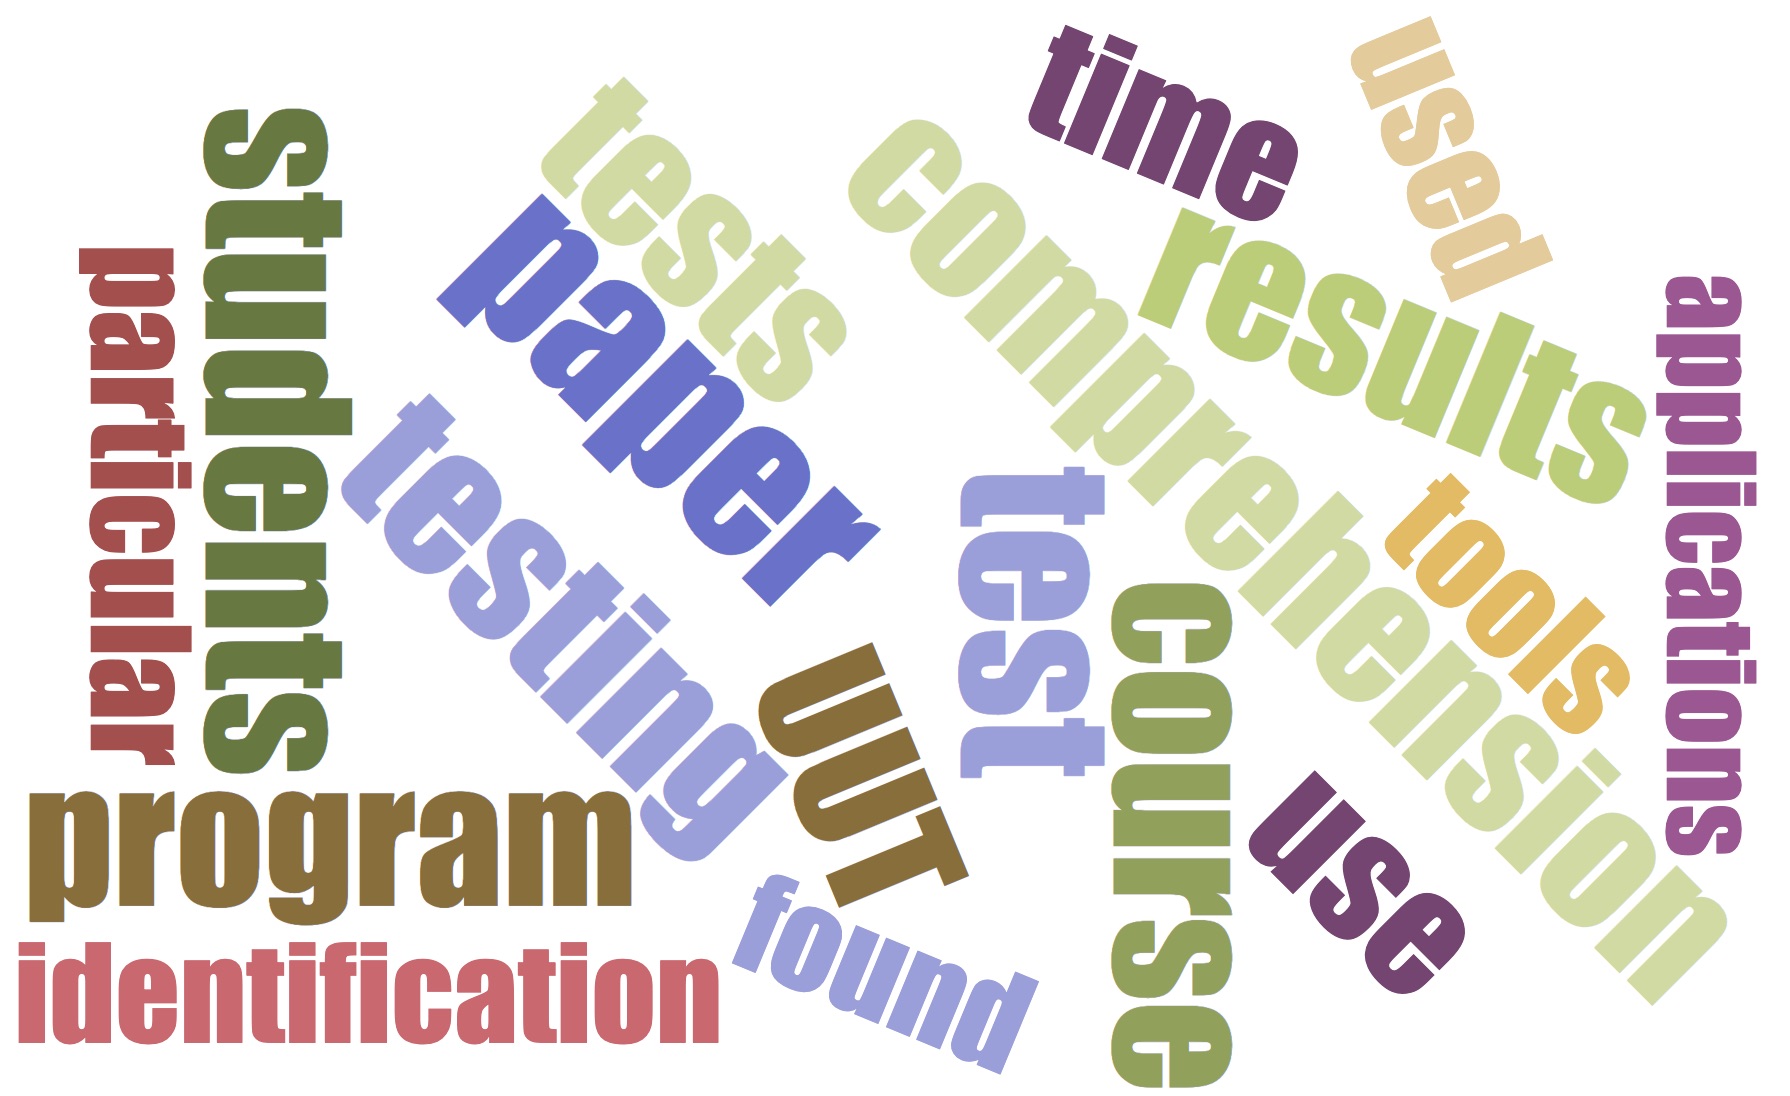 time
used
tests
students
comprehension
paper
results
particular
applications
testing
test
tools
course
UUT
use
program
found
identification